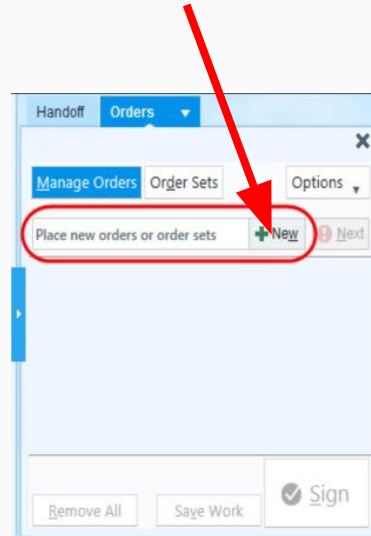 Handoff Orders
Manage Orders Order Sets Options
Place new orders or order sets New Next
Remove All Save Work Sign